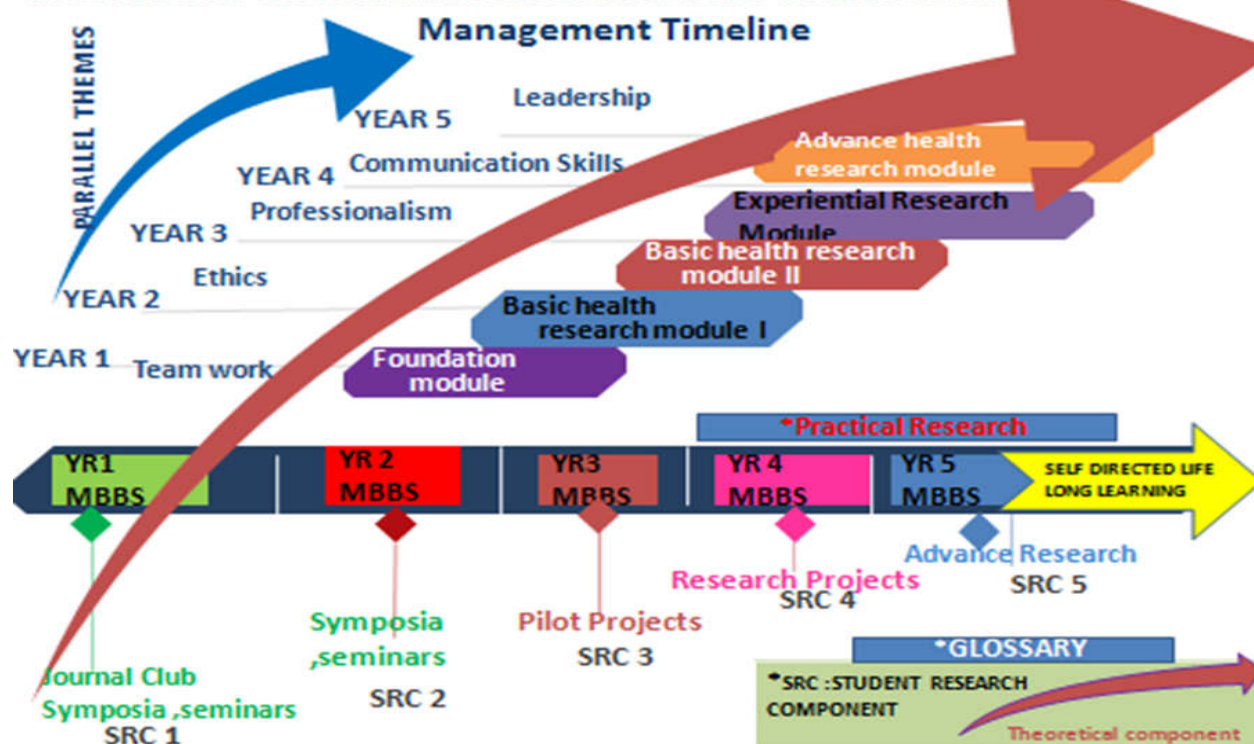 Management Timeline
PARALLEL THEMES
Leadership
YEAR 5
Communication Skills
YEAR 4
Professionalism
YEAR 3
Ethics
YEAR 2
YEAR 1
Team work
Advance health
research module
Experiential Research
Module
Basic health research
module II
Basic health
research module I
Foundation
module
*Practical Research
YR1
MBBS
YR 2
MBBS
YR3
MBBS
YR 4
MBBS
YR 5
MBBS
SELF DIRECTED LIFE
LONG LEARNING
Journal Club
Symposia ,seminars
SRC 1
Symposia
,seminars
SRC 2
Pilot Projects
SRC 3
Research Projects
SRC 4
Advance Research
SRC 5
*GLOSSARY
*SRC :STUDENT RESEARCH
COMPONENT
Theoretical component